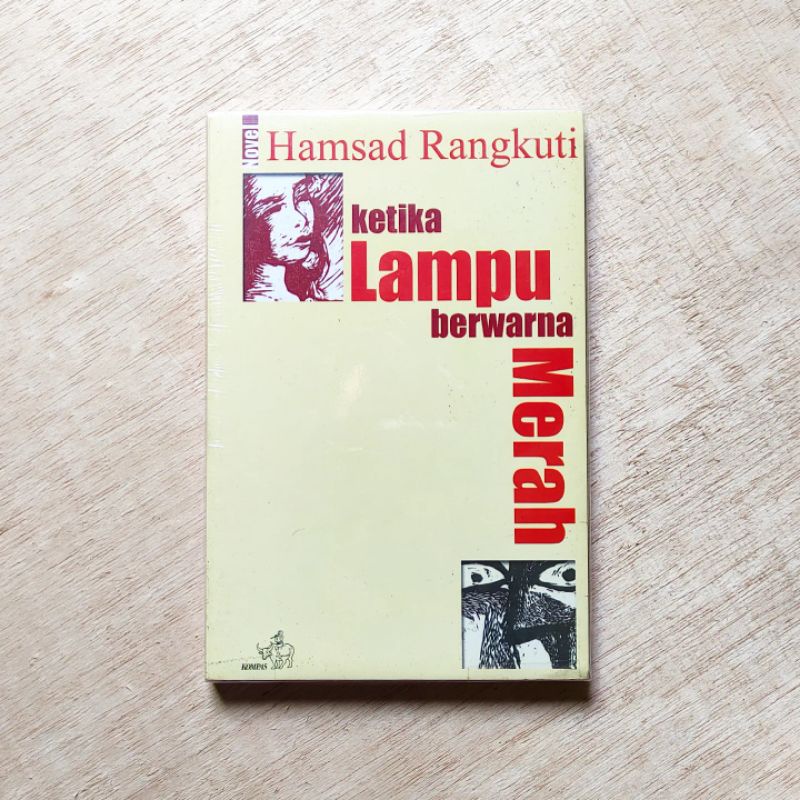 Novel
Hamsad Rangkuti
ketika
Lampu
berwarna
Merah
KOMPAS